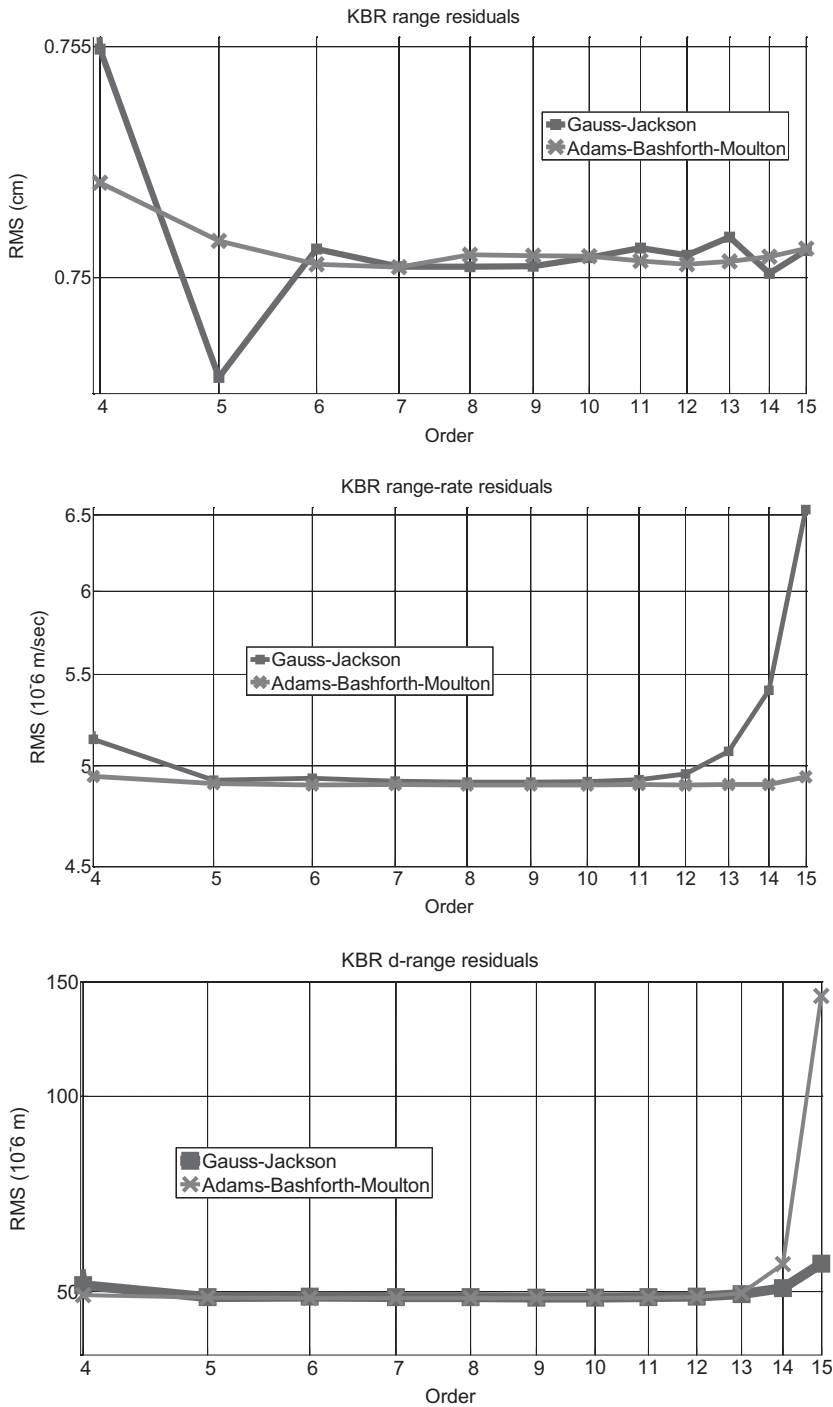 KBR range residuals
0.755
0.75
RMS (cm)
Gauss-Jackson
Adams-Bashforth-Moulton
4 5 6 7 8 9 10 11 12 13 14 15
Order
KBR range-rate residuals
6.5
6
5.5
5
4.5
RMS (10⁻6 m/sec)
Gauss-Jackson
Adams-Bashforth-Moulton
4 5 6 7 8 9 10 11 12 13 14 15
Order
KBR d-range residuals
150
100
50
RMS (10⁻6 m)
Gauss-Jackson
Adams-Bashforth-Moulton
4 5 6 7 8 9 10 11 12 13 14 15
Order